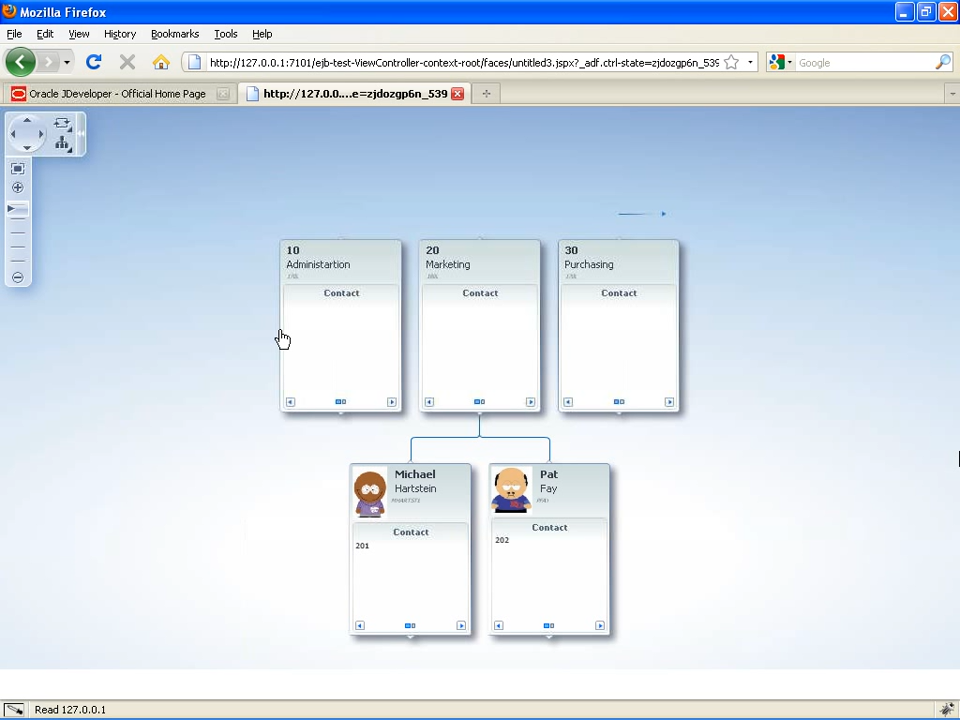 Mozilla Firefox
File Edit View History Bookmarks Tools Help
http://127.0.0.1:7101/ejb-test-ViewController-context-root/faces/untitled3.jspx?_adf.ctrl-state=zjdozgp6n_539
Google
Oracle JDeveloper - Official Home Page
http://127.0.0....e=zjdozgp6n_539
10
Administartion
Contact
20
Marketing
Contact
30
Purchasing
Contact
Michael
Hartstein
Contact
201
Pat
Fay
Contact
202
Read 127.0.0.1